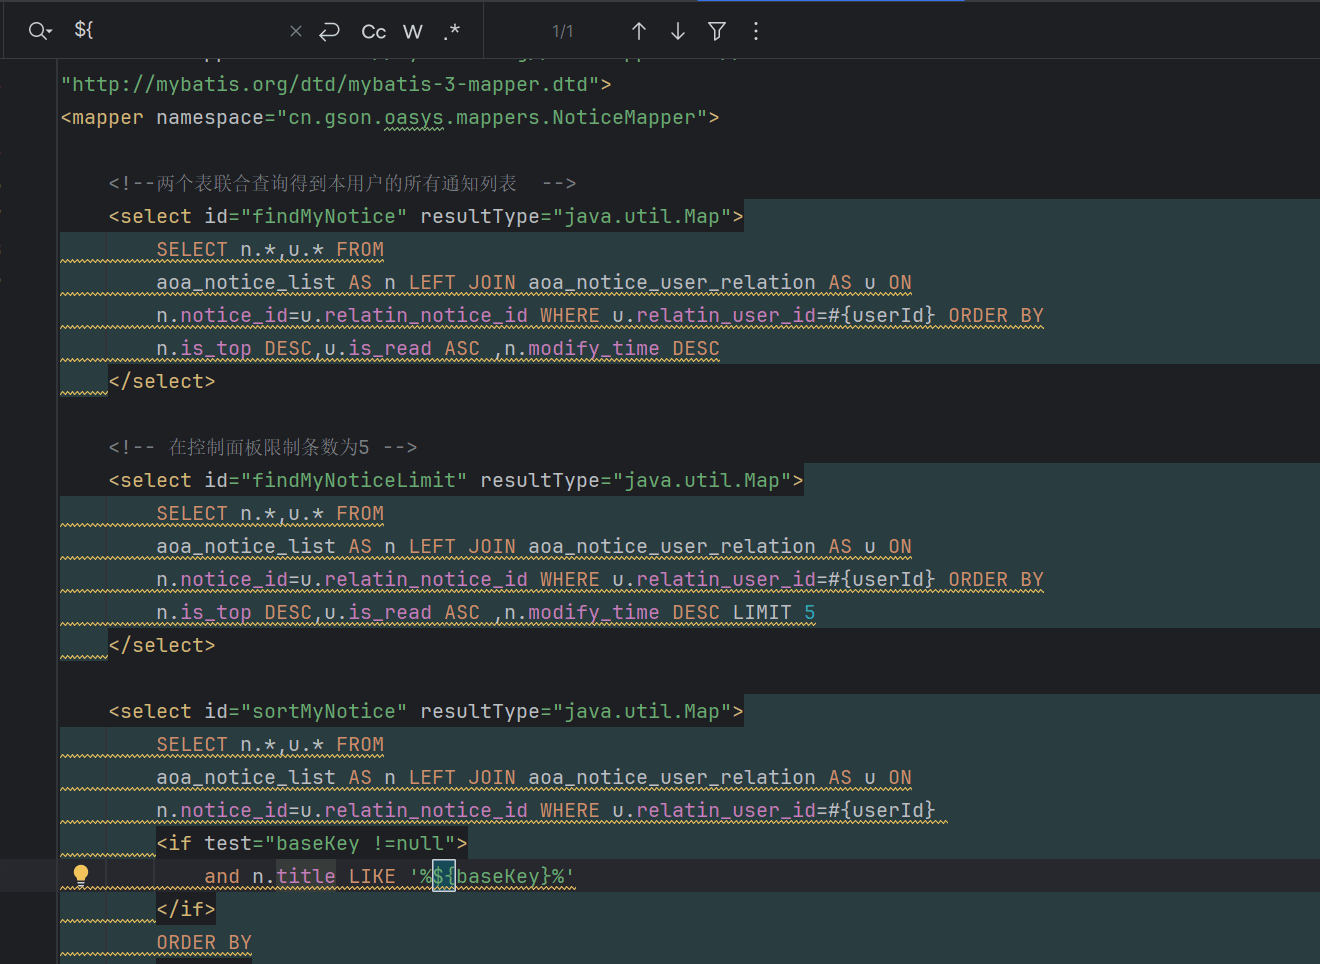 ${
Cc W .*
1/1
"http://mybatis.org/dtd/mybatis-3-mapper.dtd">
<mapper namespace="cn.gson.oasys.mappers.NoticeMapper">
<!--两个表联合查询得到本用户的所有通知列表  -->
<select id="findMyNotice" resultType="java.util.Map">
SELECT n.*,u.* FROM
aoa_notice_list AS n LEFT JOIN aoa_notice_user_relation AS u ON
n.notice_id=u.relatin_notice_id WHERE u.relatin_user_id=#{userId} ORDER BY
n.is_top DESC,u.is_read ASC ,n.modify_time DESC
</select>
<!-- 在控制面板限制条数为5 -->
<select id="findMyNoticeLimit" resultType="java.util.Map">
SELECT n.*,u.* FROM
aoa_notice_list AS n LEFT JOIN aoa_notice_user_relation AS u ON
n.notice_id=u.relatin_notice_id WHERE u.relatin_user_id=#{userId} ORDER BY
n.is_top DESC,u.is_read ASC ,n.modify_time DESC LIMIT 5
</select>
<select id="sortMyNotice" resultType="java.util.Map">
SELECT n.*,u.* FROM
aoa_notice_list AS n LEFT JOIN aoa_notice_user_relation AS u ON
n.notice_id=u.relatin_notice_id WHERE u.relatin_user_id=#{userId}
<if test="baseKey !=null">
and n.title LIKE '%${baseKey}%'
</if>
ORDER BY